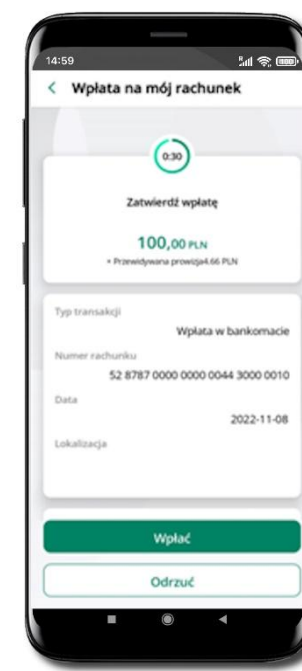 14:59
Wpłata na mój rachunek
0:30
Zatwierdź wpłatę
100,00 PLN
+ Przewidywana prowizja4.66 PLN
Typ transakcji
Wpłata w bankomacie
Numer rachunku
52 8787 0000 0000 0044 3000 0010
Data
2022-11-08
Lokalizacja
Wpłać
Odrzuć